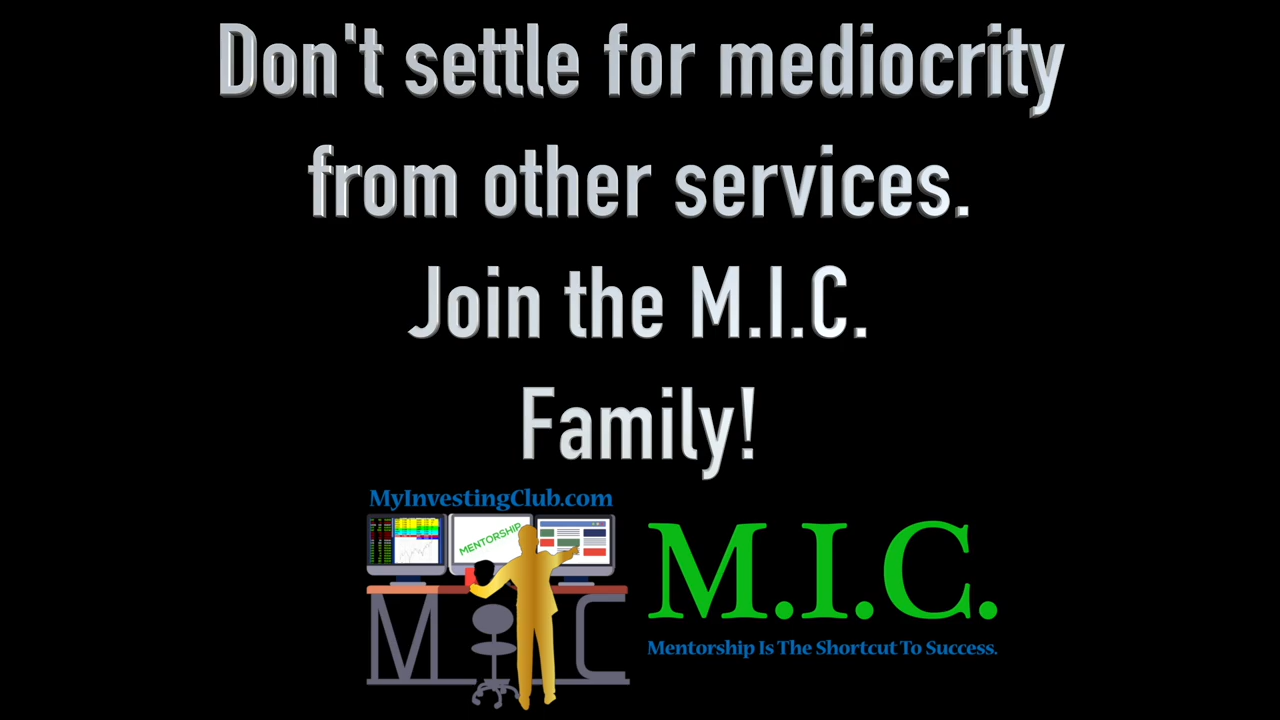 Don't settle for mediocrity
from other services.
Join the M.I.C.
Family!
MyInvestingClub.com
MENTORSHIP
M.I.C.
MIC
Mentorship Is The Shortcut To Success.